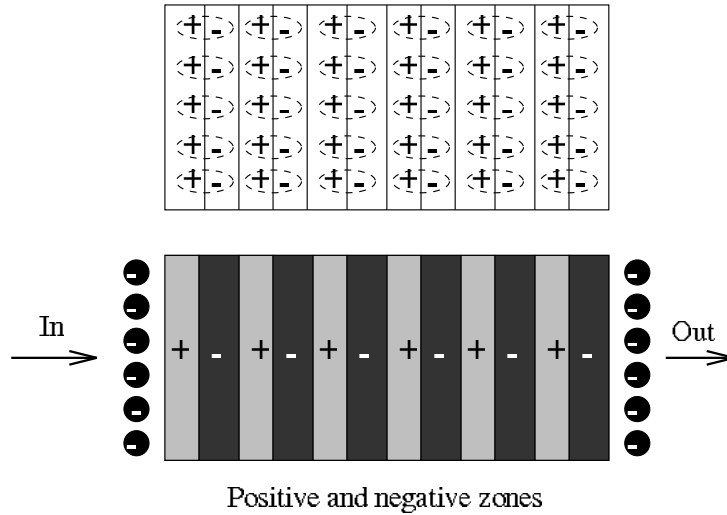 + - + - + - + - + - + -
+ - + - + - + - + - + -
+ - + - + - + - + - + -
+ - + - + - + - + - + -
+ - + - + - + - + - + -
-
-
-
-
-
-
In
+ - + - + - + - + - + -
Out
-
-
-
-
-
-
Positive and negative zones